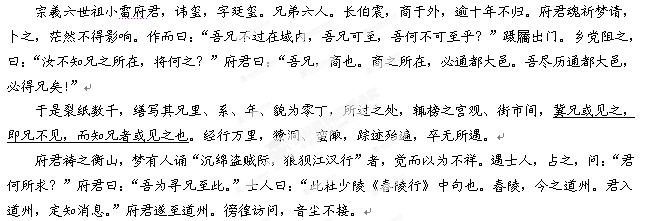 宗羲六世祖小雷府君，讳玺，字廷玺。兄弟六人。长伯震，商于外，逾十年不归。府君魂祈梦请，
卜之，茫然不得影响。作而曰：“吾兄不过在域内，吾兄可至，吾何不可至乎？”蹑屩出门。乡党阻之，
曰：“汝不知兄之所在，将何之？”府君曰：“吾兄，商也。商之所在，必通都大邑。吾尽历通都大邑，
必得兄矣!”
于是裂纸数千，缮写其兄里、系、年、貌为零丁，所过之处，辄榜之宫观、街市间，冀兄或见之，
即兄不见，而知兄者或见之也。经行万里，獠洞、蛮陬，踪迹殆遍，卒无所遇。
府君祷之衡山，梦有人诵“沉绵盗贼际，狼狈江汉行”者，觉而以为不祥。遇士人，占之，问：“君
何所求？”府君曰：“吾为寻兄至此。”士人曰：“此杜少陵《舂陵行》中句也。舂陵，今之道州。君入
道州，定知消息。”府君遂至道州。徬徨访问，音尘不接。